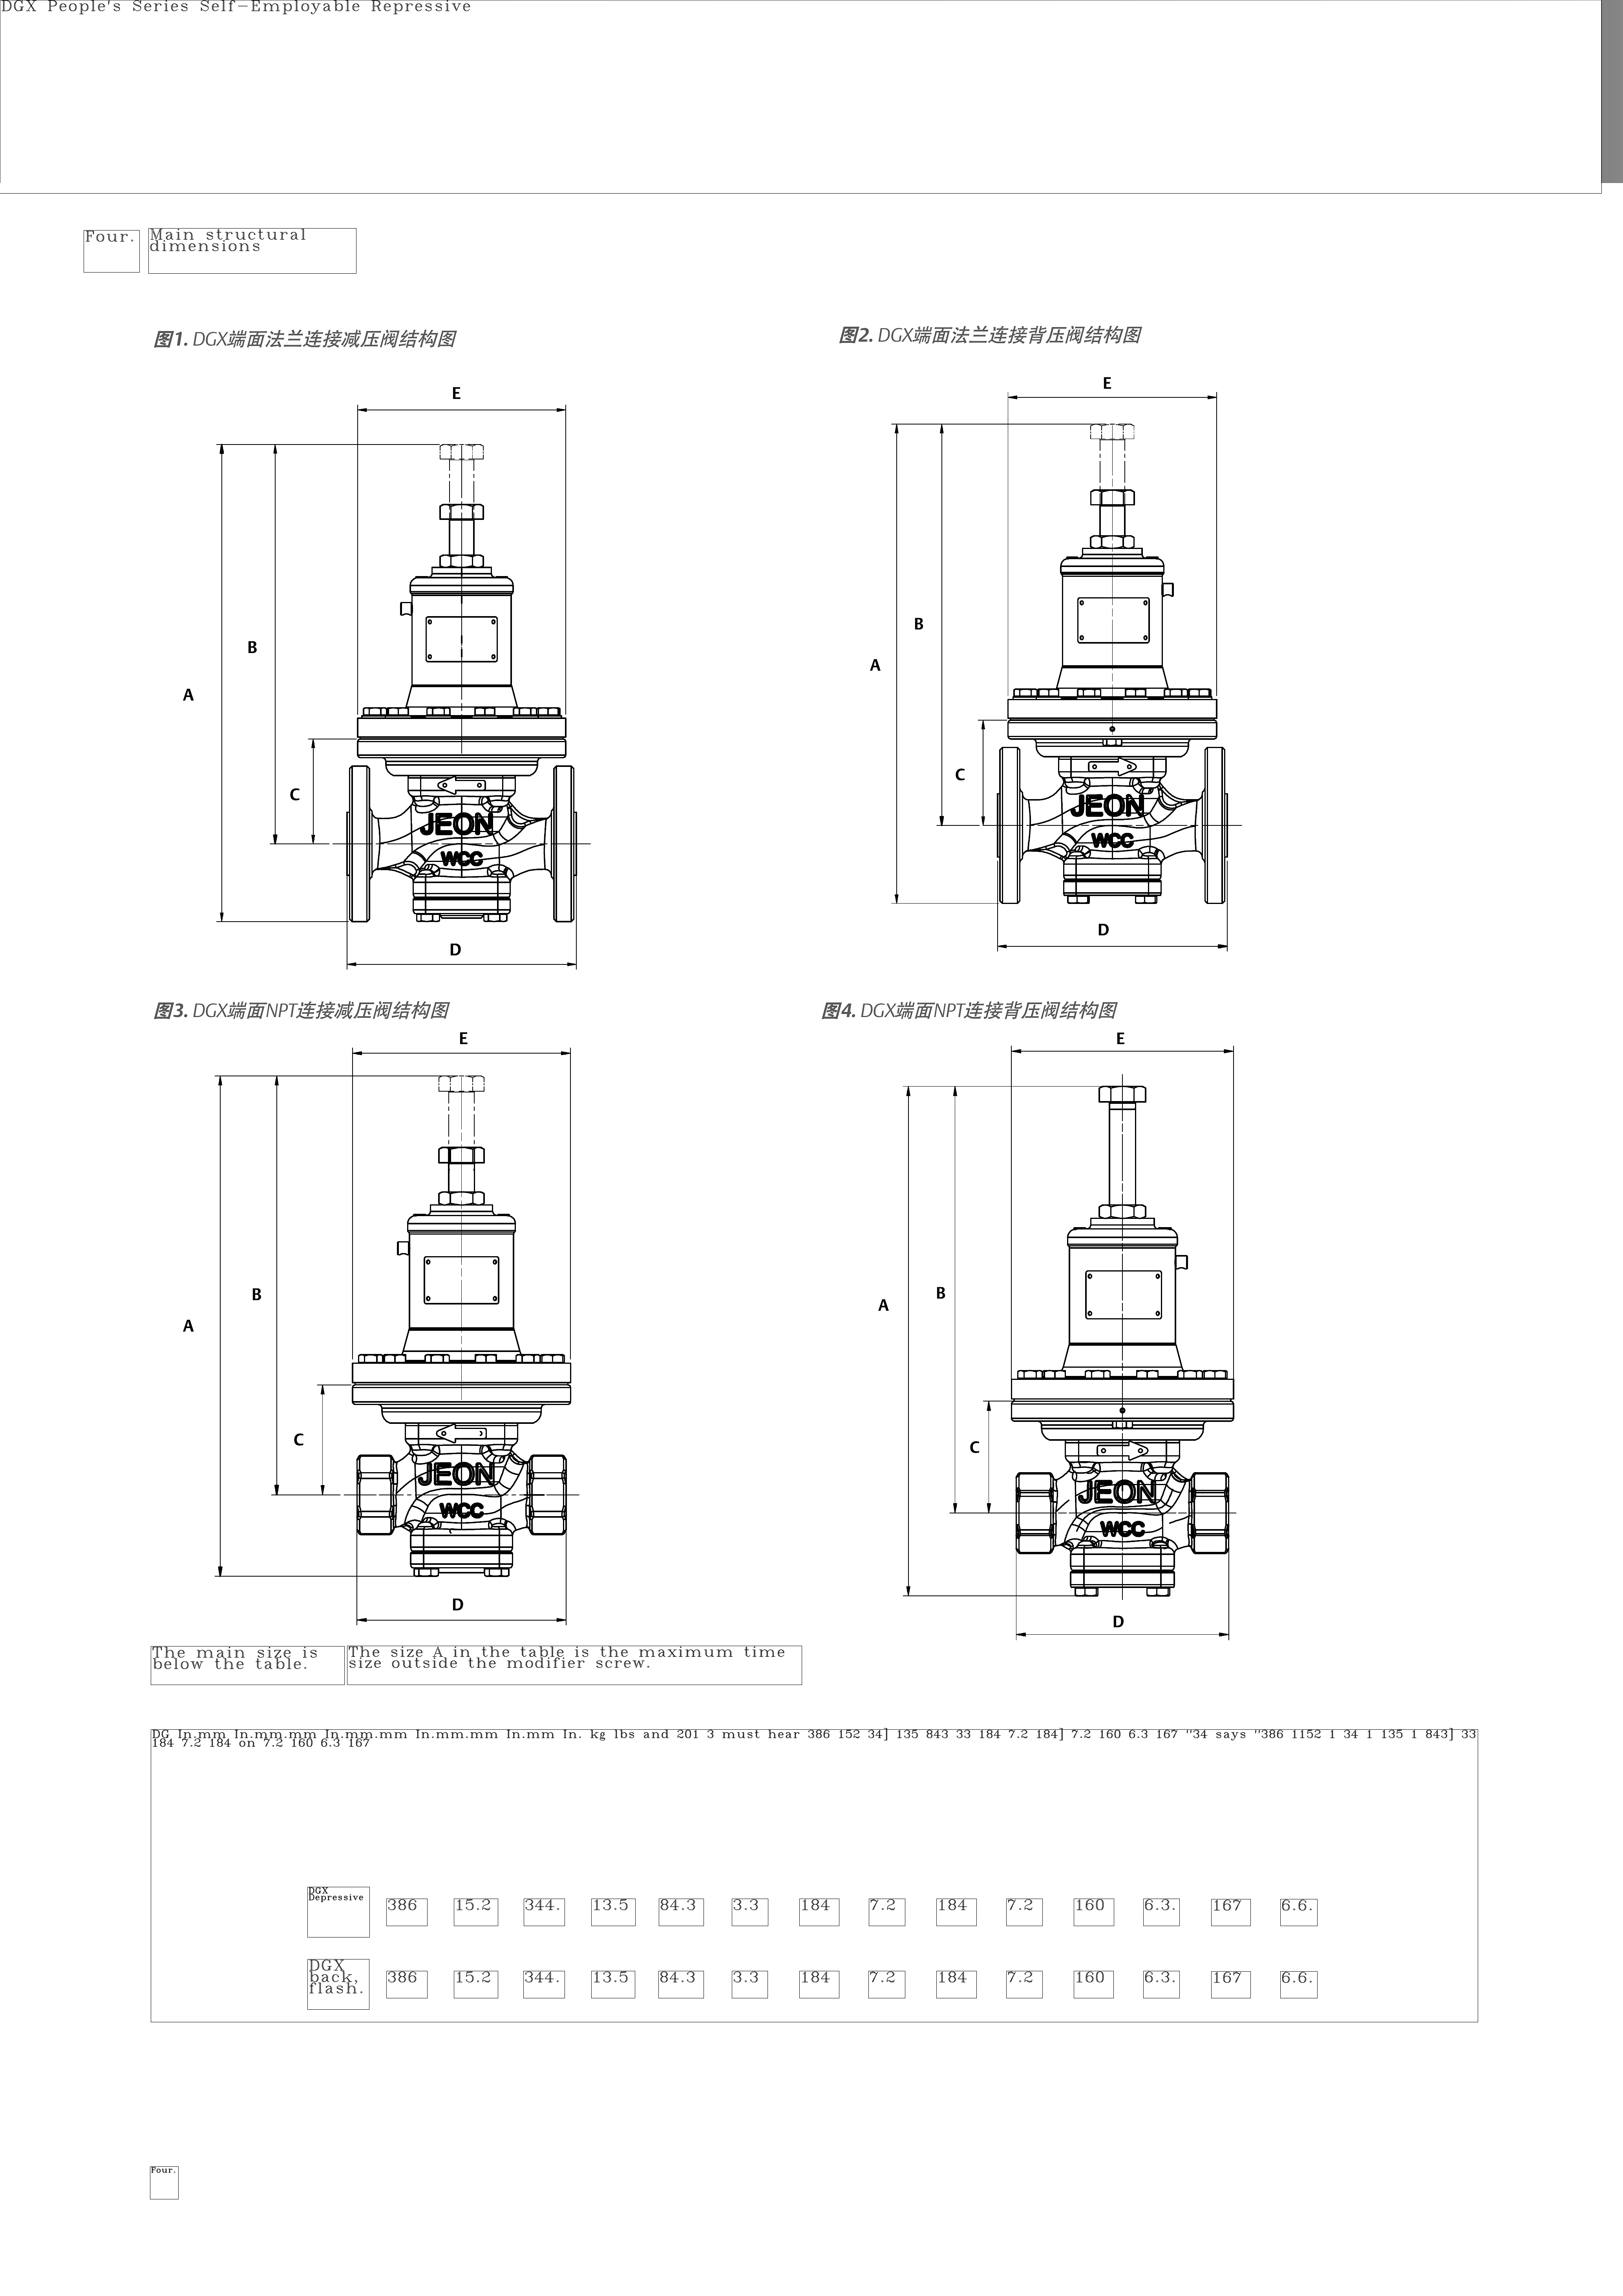 DGX People's Series Self-Employable Repressive
Four.
Main structural
dimensions
图1. DGX端面法兰连接减压阀结构图
图2. DGX端面法兰连接背压阀结构图
E
B
A
C
JEON
WCC
D
E
B
A
C
JEON
WCC
D
图3. DGX端面NPT连接减压阀结构图
图4. DGX端面NPT连接背压阀结构图
E
B
A
C
JEON
WCC
D
E
B
A
C
JEON
WCC
D
The main size is
below the table.
The size A in the table is the maximum time
size outside the modifier screw.
DG In.mm In.mm.mm In.mm.mm In.mm.mm In.mm In. kg lbs and 201 3 must hear 386 152 34] 135 843 33 184 7.2 184] 7.2 160 6.3 167 "34 says "386 1152 1 34 1 135 1 843] 33
184 7.2 184 on 7.2 160 6.3 167
DGX
Depressive
386 15.2 344. 13.5 84.3 3.3 184 7.2 184 7.2 160 6.3. 167 6.6.
DGX
back,
flash.
386 15.2 344. 13.5 84.3 3.3 184 7.2 184 7.2 160 6.3. 167 6.6.
Four.